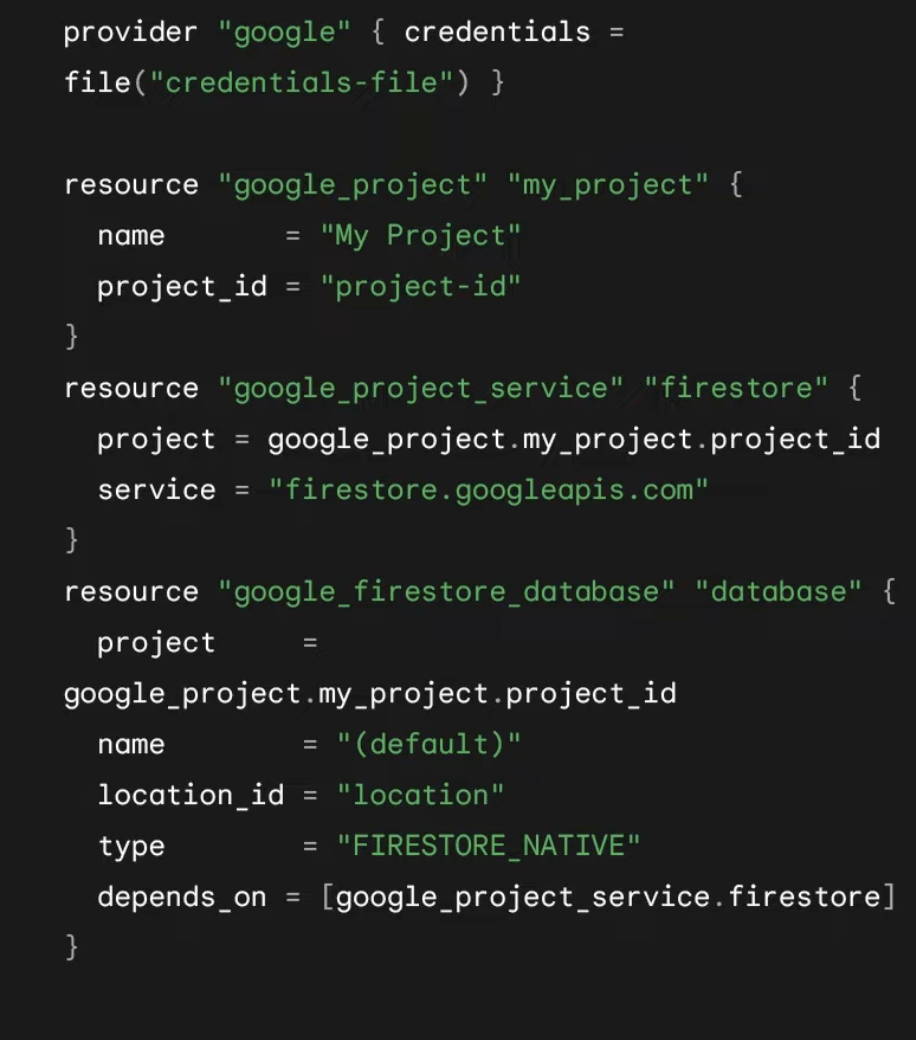 provider "google" { credentials =
file("credentials-file") }
resource "google_project" "my_project" {
  name       = "My Project"
  project_id = "project-id"
}
resource "google_project_service" "firestore" {
  project = google_project.my_project.project_id
  service = "firestore.googleapis.com"
}
resource "google_firestore_database" "database" {
  project     =
google_project.my_project.project_id
  name        = "(default)"
  location_id = "location"
  type        = "FIRESTORE_NATIVE"
  depends_on = [google_project_service.firestore]
}